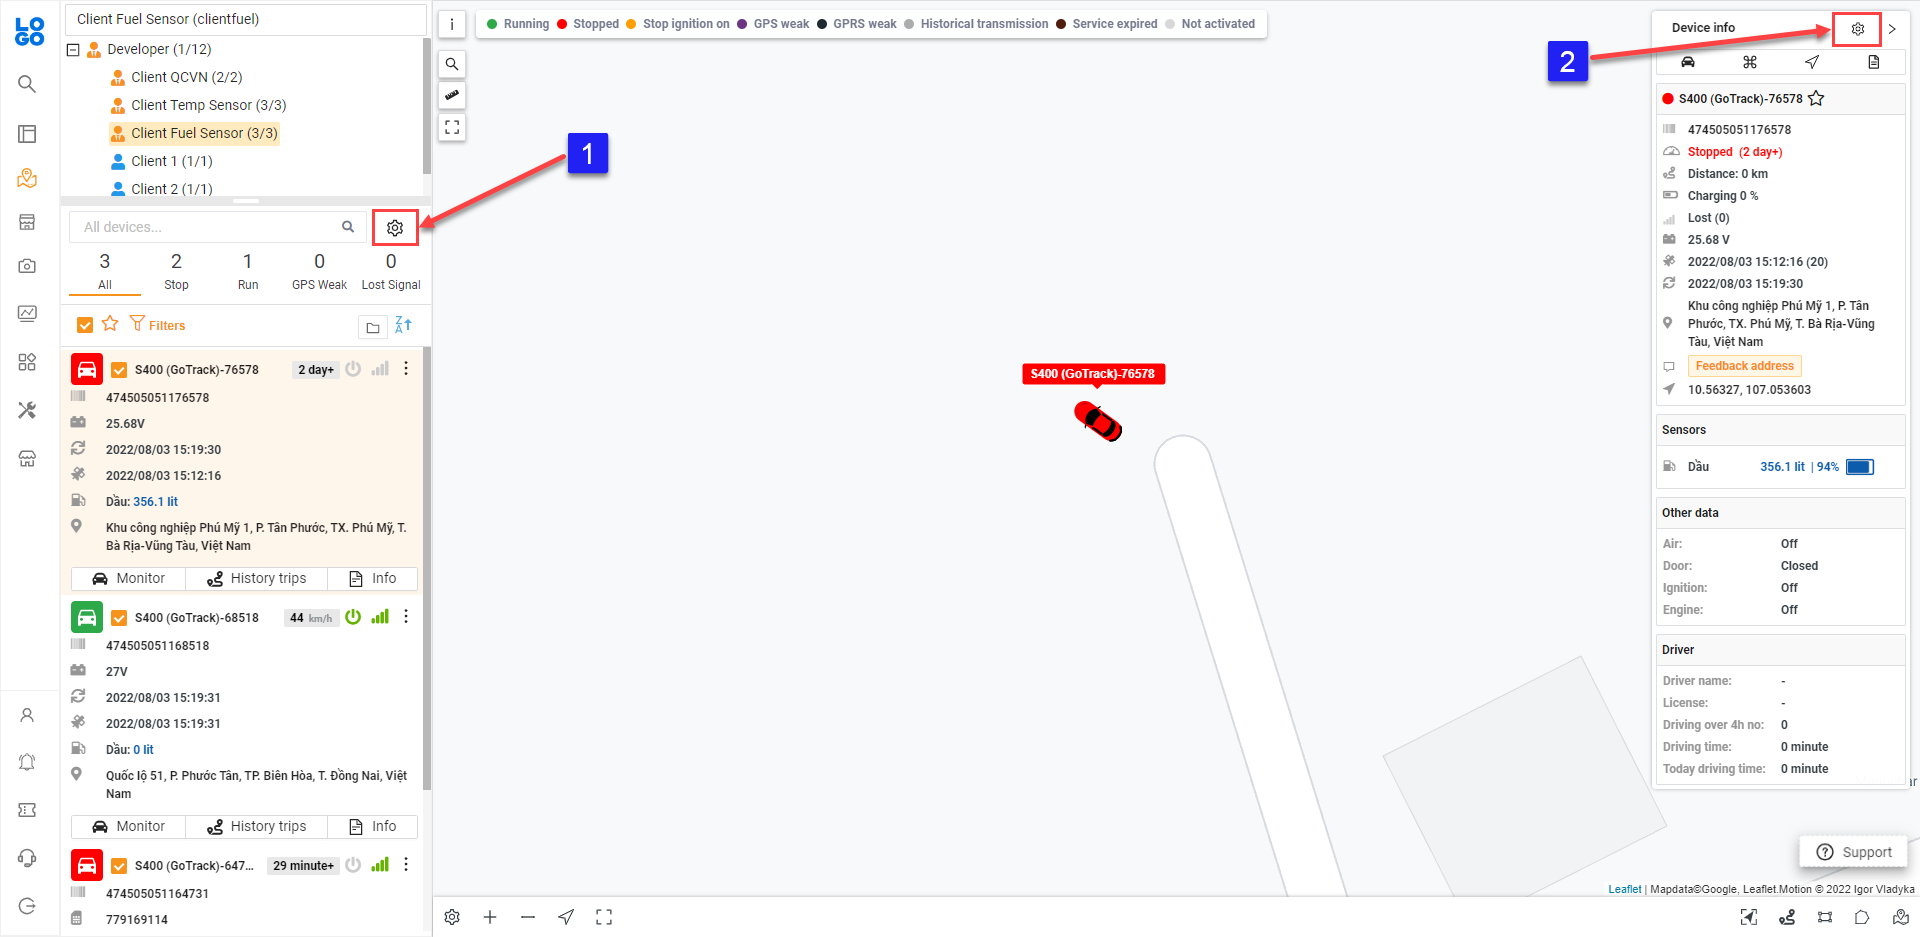 LO
GO
Client Fuel Sensor (clientfuel)
Developer (1/12)
Client QCVN (2/2)
Client Temp Sensor (3/3)
Client Fuel Sensor (3/3)
Client 1 (1/1)
Client 2 (1/1)
All devices...
3 2 1 0 0
All Stop Run GPS Weak Lost Signal
Filters
S400 (GoTrack)-76578 2 day+
474505051176578
25.68V
2022/08/03 15:19:30
2022/08/03 15:12:16
Dầu: 356.1 lit
Khu công nghiệp Phú Mỹ 1, P. Tân Phước, TX. Phú Mỹ, T.
Bà Rịa-Vũng Tàu, Việt Nam
Monitor History trips Info
S400 (GoTrack)-68518 44 km/h
474505051168518
27V
2022/08/03 15:19:31
2022/08/03 15:19:31
Dầu: 0 lit
Quốc lộ 51, P. Phước Tân, TP. Biên Hòa, T. Đồng Nai, Việt
Nam
Monitor History trips Info
S400 (GoTrack)-647... 29 minute+
474505051164731
779169114
i
Running Stopped Stop ignition on GPS weak GPRS weak Historical transmission Service expired Not activated
1
2
S400 (GoTrack)-76578
Device info
S400 (GoTrack)-76578
474505051176578
Stopped (2 day+)
Distance: 0 km
Charging 0 %
Lost (0)
25.68 V
2022/08/03 15:12:16 (20)
2022/08/03 15:19:30
Khu công nghiệp Phú Mỹ 1, P. Tân
Phước, TX. Phú Mỹ, T. Bà Rịa-Vũng
Tàu, Việt Nam
Feedback address
10.56327, 107.053603
Sensors
Dầu 356.1 lit | 94%
Other data
Air: Off
Door: Closed
Ignition: Off
Engine: Off
Driver
Driver name: -
License: -
Driving over 4h no: 0
Driving time: 0 minute
Today driving time: 0 minute
ar
Support
Leaflet | Mapdata©Google, Leaflet.Motion © 2022 Igor Vladyka